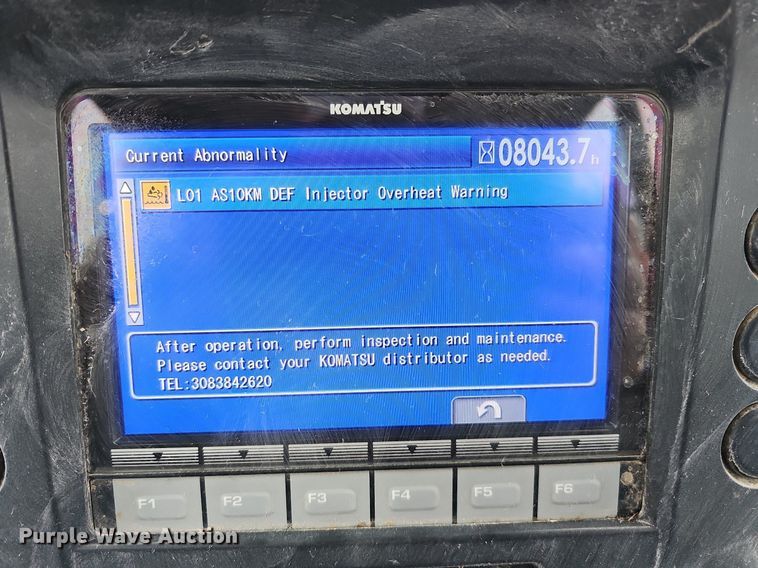 KOMATSU
Current Abnormality
08043.7h
L01 AS10KM DEF Injector Overheat Warning
After operation, perform inspection and maintenance.
Please contact your KOMATSU distributor as needed.
TEL:3083842620
F1 F2 F3 F4 F5 F6
Purple Wave Auction